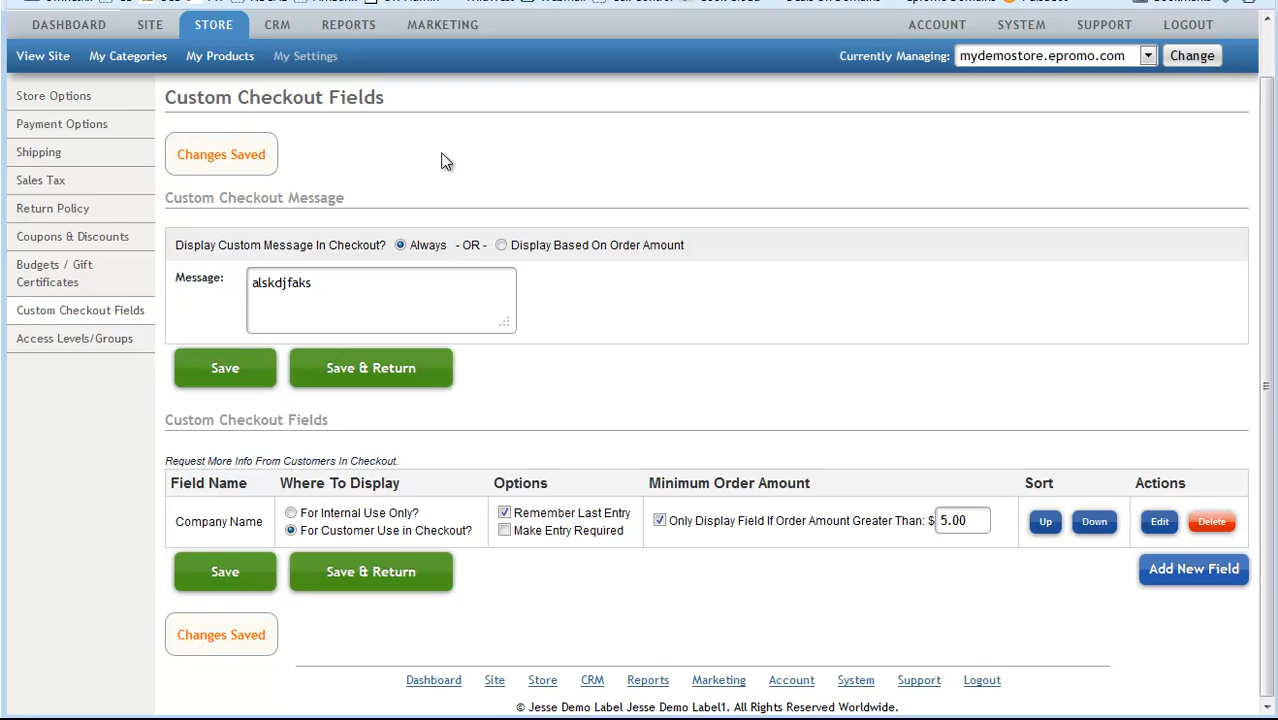 DASHBOARD SITE STORE CRM REPORTS MARKETING ACCOUNT SYSTEM SUPPORT LOGOUT
View Site My Categories My Products My Settings Currently Managing: mydemostore.epromo.com Change
Store Options
Payment Options
Shipping
Sales Tax
Return Policy
Coupons & Discounts
Budgets / Gift
Certificates
Custom Checkout Fields
Access Levels/Groups
Custom Checkout Fields
Changes Saved
Custom Checkout Message
Display Custom Message In Checkout? Always - OR - Display Based On Order Amount
Message: alskdjfaks
Save Save & Return
Custom Checkout Fields
Request More Info From Customers In Checkout.
Field Name Where To Display Options Minimum Order Amount Sort Actions
Company Name For Internal Use Only? Remember Last Entry Only Display Field If Order Amount Greater Than: $ 5.00 Up Down Edit Delete
For Customer Use in Checkout? Make Entry Required
Save Save & Return Add New Field
Changes Saved
Dashboard Site Store CRM Reports Marketing Account System Support Logout
© Jesse Demo Label Jesse Demo Label1. All Rights Reserved Worldwide.